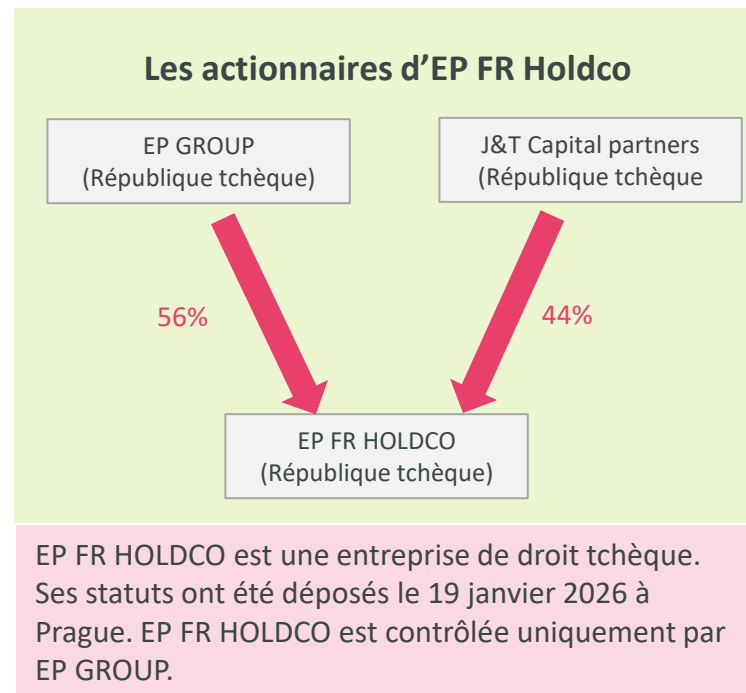 Les actionnaires d’EP FR Holdco
EP GROUP
(République tchèque)
J&T Capital partners
(République tchèque
56%
44%
EP FR HOLDCO
(République tchèque)
EP FR HOLDCO est une entreprise de droit tchèque.
Ses statuts ont été déposés le 19 janvier 2026 à
Prague. EP FR HOLDCO est contrôlée uniquement par
EP GROUP.